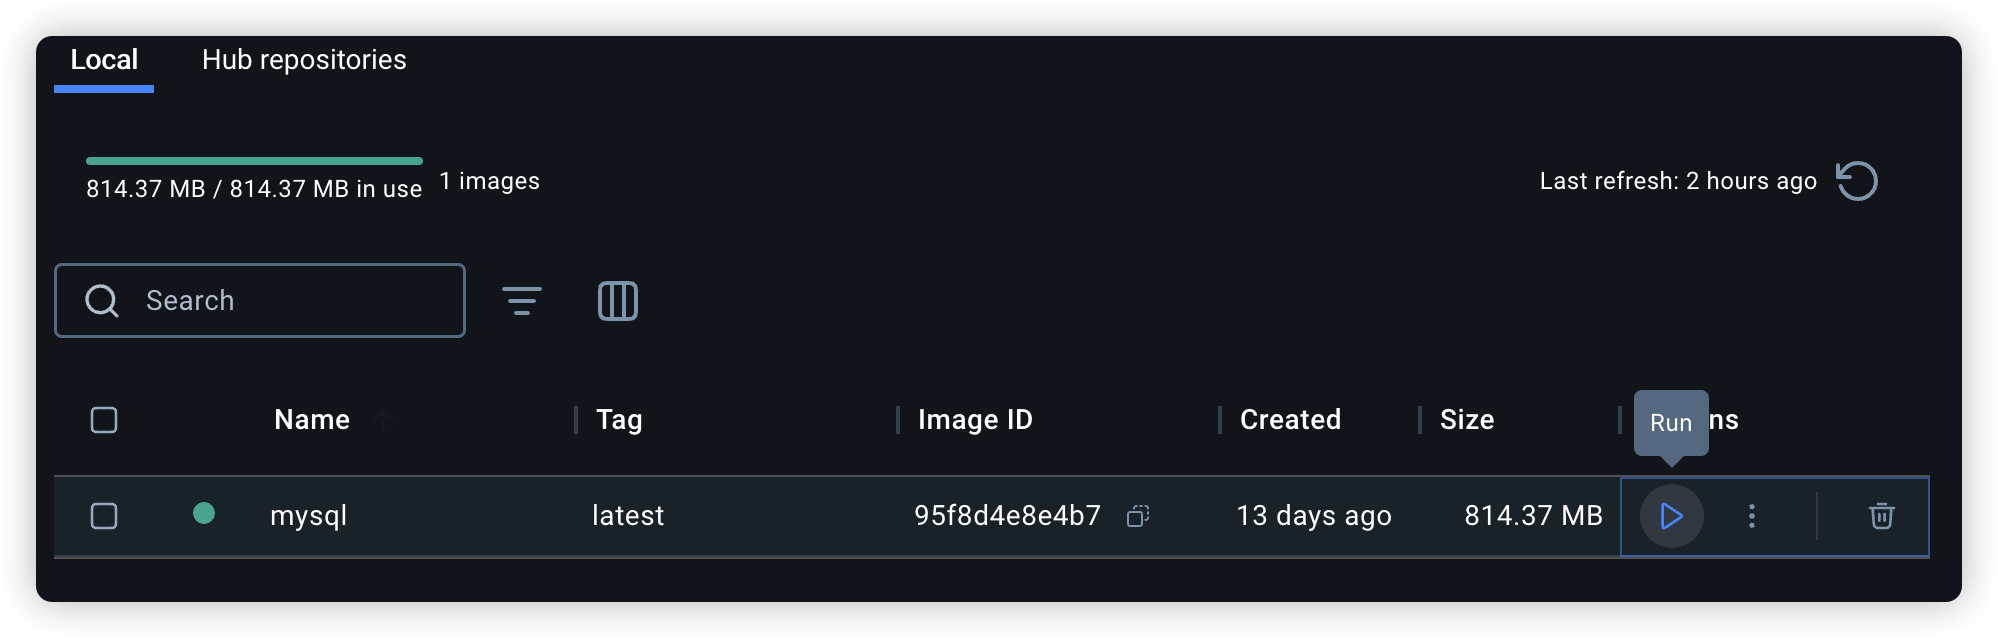 Local Hub repositories
814.37 MB / 814.37 MB in use 1 images Last refresh: 2 hours ago
Search
Name Tag Image ID Created Size Run ns
mysql latest 95f8d4e8e4b7 13 days ago 814.37 MB